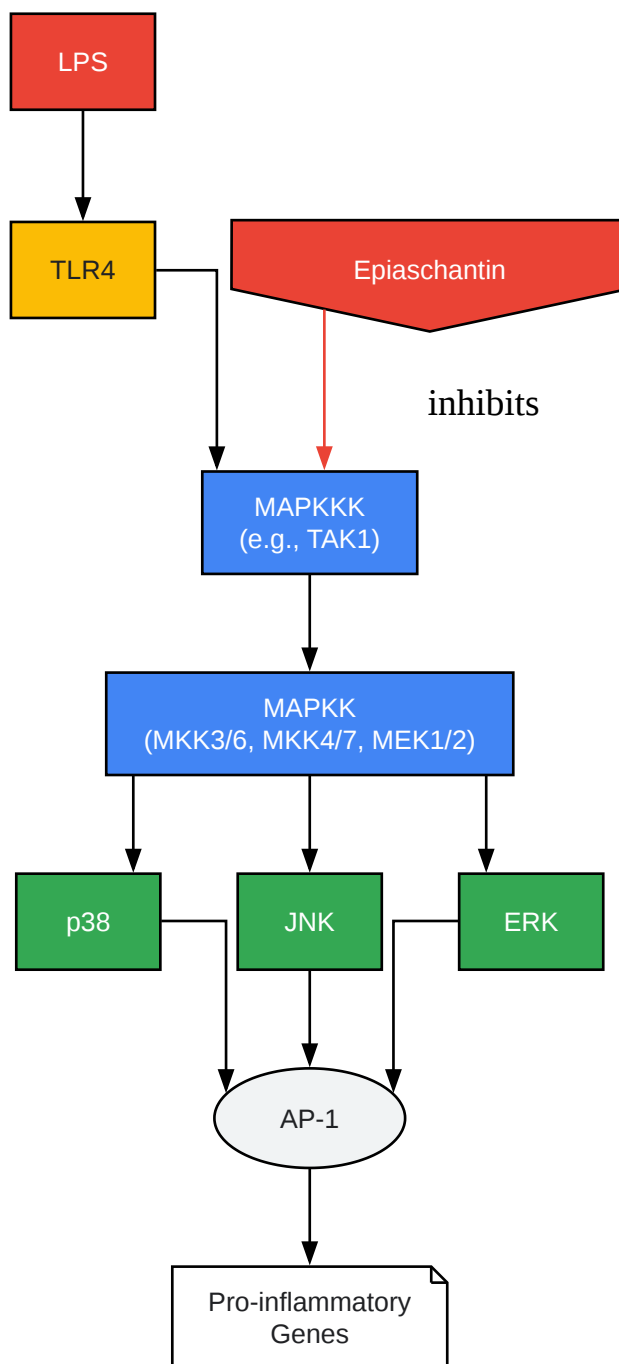 LPS
TLR4
Epiaschantin
inhibits
MAPKKK
(e.g., TAK1)
MAPKK
(MKK3/6, MKK4/7, MEK1/2)
p38
JNK
ERK
AP-1
Pro-inflammatory
Genes